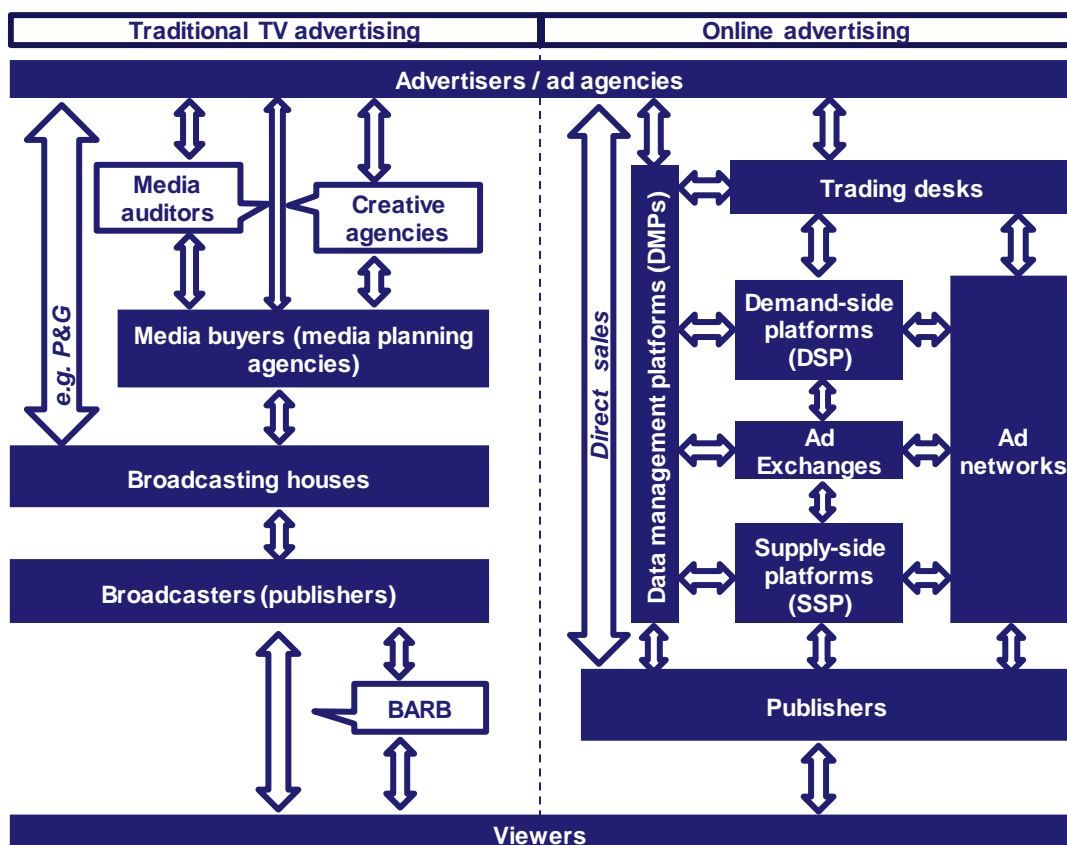 Traditional TV advertising
Online advertising
Advertisers / ad agencies
Media
auditors
Creative
agencies
e.g. P&G
Media buyers (media planning
agencies)
Broadcasting houses
Broadcasters (publishers)
BARB
Direct sales
Data management platforms (DMPs)
Trading desks
Demand-side
platforms
(DSP)
Ad
Exchanges
Supply-side
platforms
(SSP)
Ad
networks
Publishers
Viewers